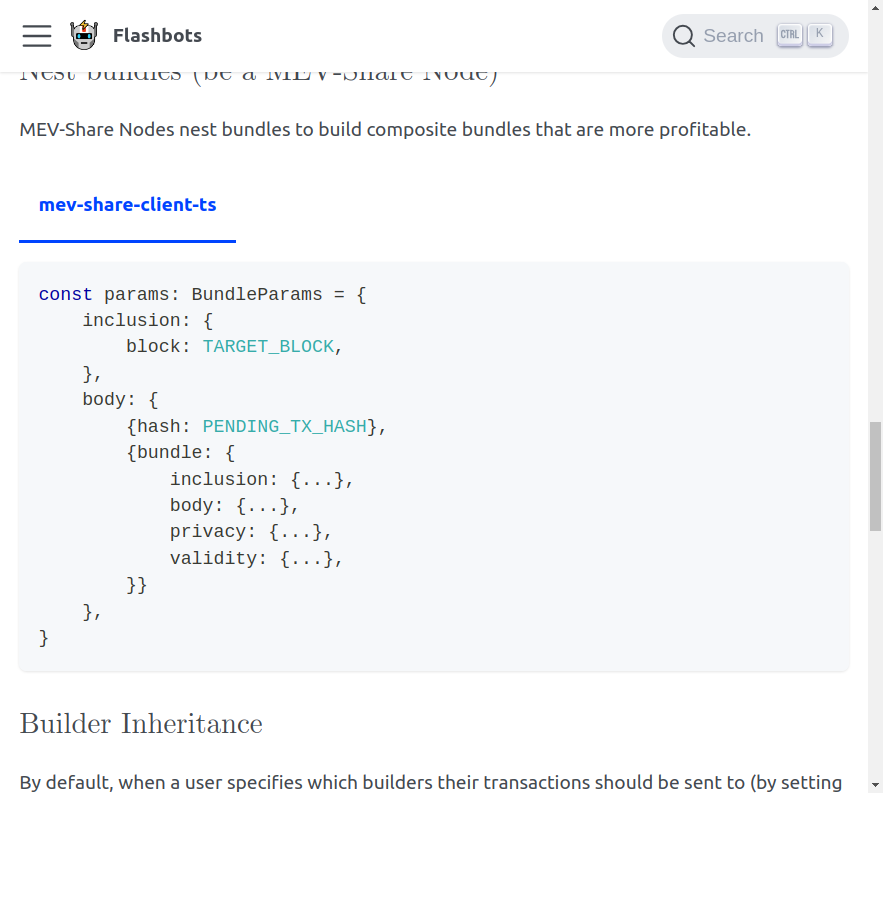 Flashbots
Search CTRL K
Nest bundles (be a MEV-Share Node)
MEV-Share Nodes nest bundles to build composite bundles that are more profitable.
mev-share-client-ts
const params: BundleParams = {
    inclusion: {
        block: TARGET_BLOCK,
    },
    body: {
        {hash: PENDING_TX_HASH},
        {bundle: {
            inclusion: {...},
            body: {...},
            privacy: {...},
            validity: {...},
        }}
    },
}
Builder Inheritance
By default, when a user specifies which builders their transactions should be sent to (by setting